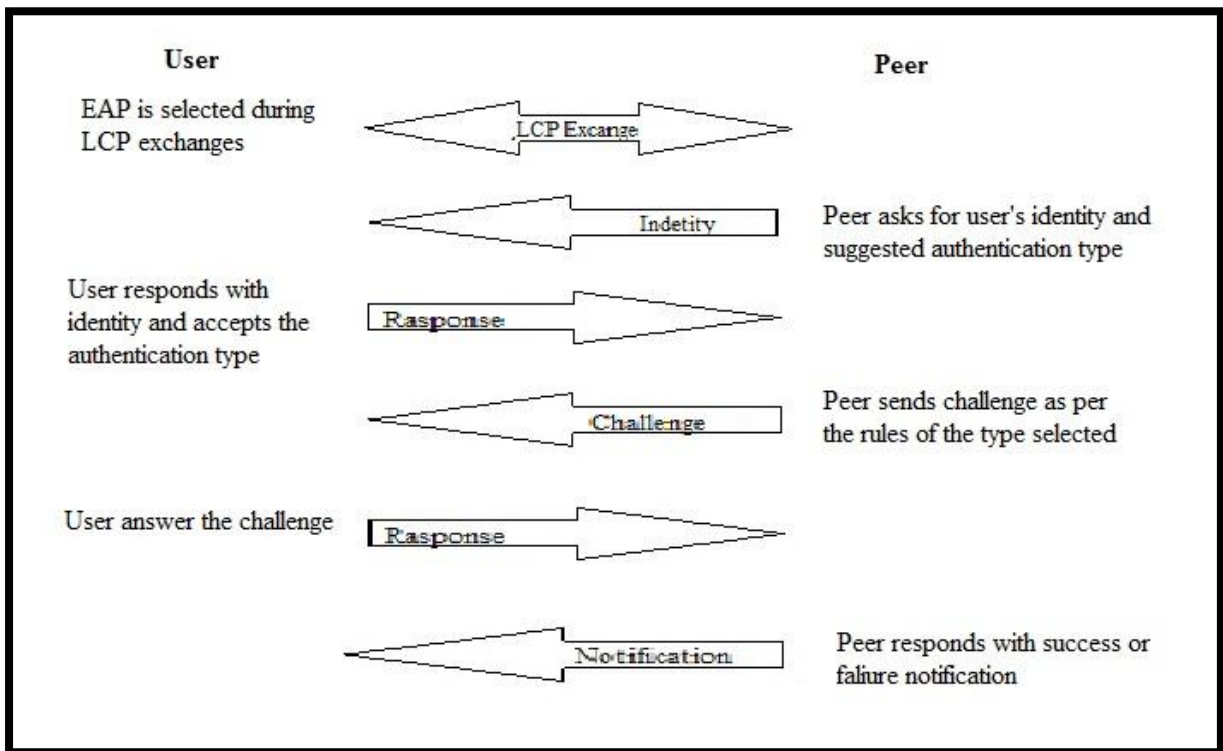 User
Peer
EAP is selected during
LCP exchanges
LCP Excange
Indetity
Peer asks for user's identity and
suggested authentication type
User responds with
identity and accepts the
authentication type
Rasponse
Challenge
Peer sends challenge as per
the rules of the type selected
User answer the challenge
Rasponse
Notification
Peer responds with success or
faliure notification